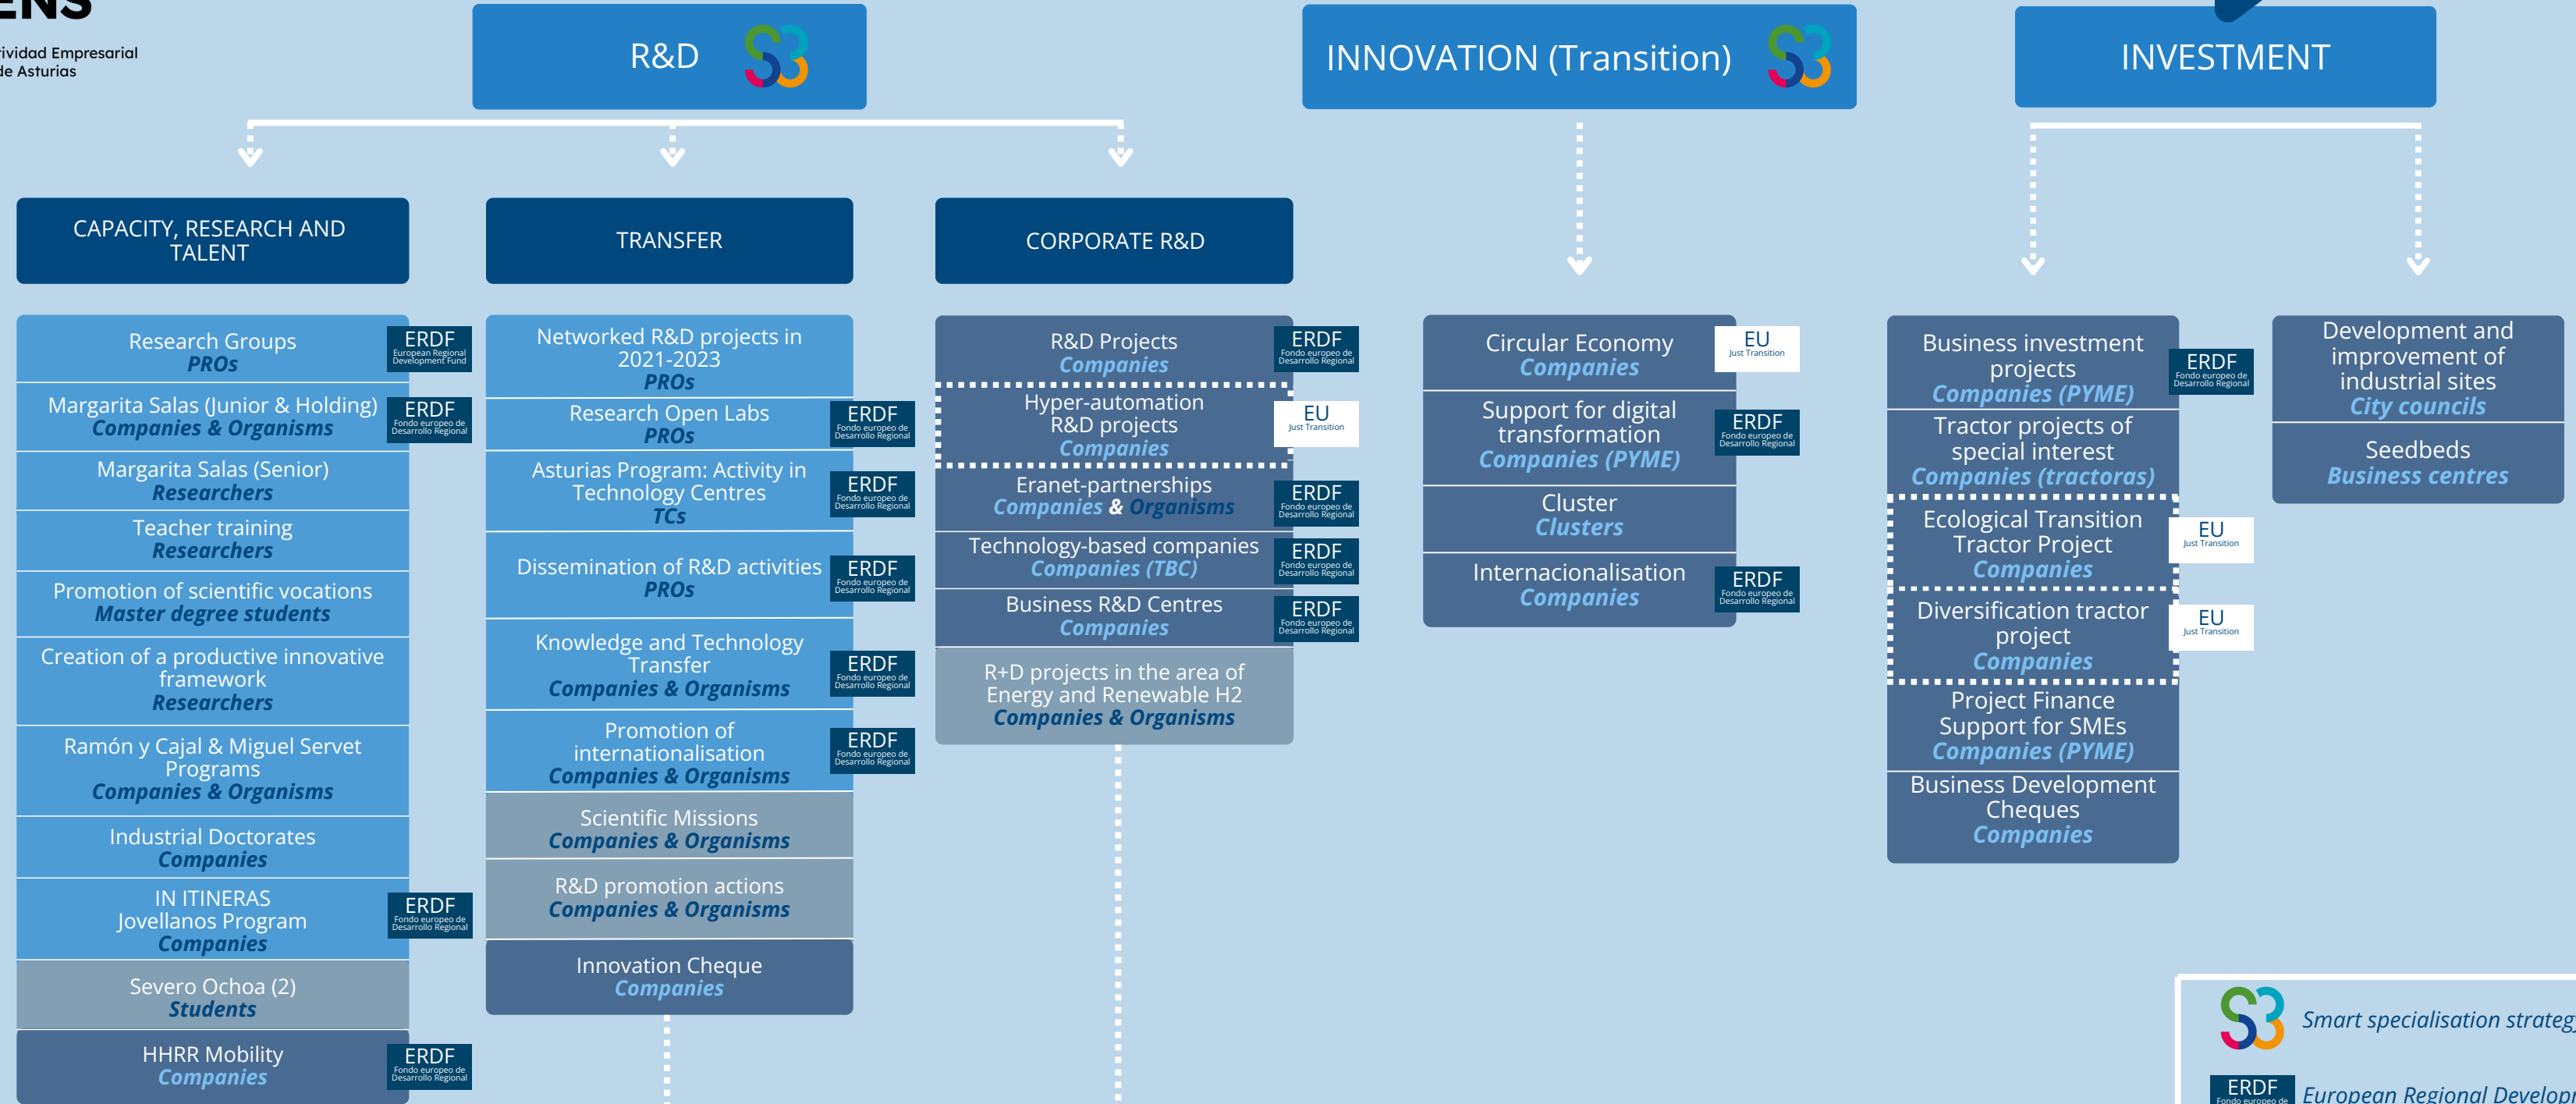 ENS
de Asturias
R&D
S3
INNOVATION (Transition)
S3
INVESTMENT
CAPACITY, RESEARCH AND
TALENT
Research Groups
PROs
ERDF
European Regional
Development Fund
Margarita Salas (Junior & Holding)
Companies & Organisms
ERDF
Fondo europeo de
Desarrollo Regional
Margarita Salas (Senior)
Researchers
Teacher training
Researchers
Promotion of scientific vocations
Master degree students
Creation of a productive innovative
framework
Researchers
Ramón y Cajal & Miguel Servet
Programs
Companies & Organisms
Industrial Doctorates
Companies
IN ITINERAS
Jovellanos Program
Companies
ERDF
Fondo europeo de
Desarrollo Regional
Severo Ochoa (2)
Students
HHRR Mobility
Companies
ERDF
Fondo europeo de
Desarrollo Regional
TRANSFER
Networked R&D projects in
2021-2023
PROs
Research Open Labs
PROs
ERDF
Fondo europeo de
Desarrollo Regional
Asturias Program: Activity in
Technology Centres
TCs
ERDF
Fondo europeo de
Desarrollo Regional
Dissemination of R&D activities
PROs
ERDF
Fondo europeo de
Desarrollo Regional
Knowledge and Technology
Transfer
Companies & Organisms
ERDF
Fondo europeo de
Desarrollo Regional
Promotion of
internationalisation
Companies & Organisms
ERDF
Fondo europeo de
Desarrollo Regional
Scientific Missions
Companies & Organisms
R&D promotion actions
Companies & Organisms
Innovation Cheque
Companies
CORPORATE R&D
R&D Projects
Companies
ERDF
Fondo europeo de
Desarrollo Regional
Hyper-automation
R&D projects
Companies
EU
Just Transition
Eranet-partnerships
Companies & Organisms
ERDF
Fondo europeo de
Desarrollo Regional
Technology-based companies
Companies (TBC)
ERDF
Fondo europeo de
Desarrollo Regional
Business R&D Centres
Companies
ERDF
Fondo europeo de
Desarrollo Regional
R+D projects in the area of
Energy and Renewable H2
Companies & Organisms
Circular Economy
Companies
EU
Just Transition
Support for digital
transformation
Companies (PYME)
ERDF
Fondo europeo de
Desarrollo Regional
Cluster
Clusters
Internacionalisation
Companies
ERDF
Fondo europeo de
Desarrollo Regional
Business investment
projects
Companies (PYME)
ERDF
Fondo europeo de
Desarrollo Regional
Tractor projects of
special interest
Companies (tractoras)
Ecological Transition
Tractor Project
Companies
EU
Just Transition
Diversification tractor
project
Companies
EU
Just Transition
Project Finance
Support for SMEs
Companies (PYME)
Business Development
Cheques
Companies
Development and
improvement of
industrial sites
City councils
Seedbeds
Business centres
S3
Smart specialisation strategy
ERDF
Fondo europeo de
European Regional